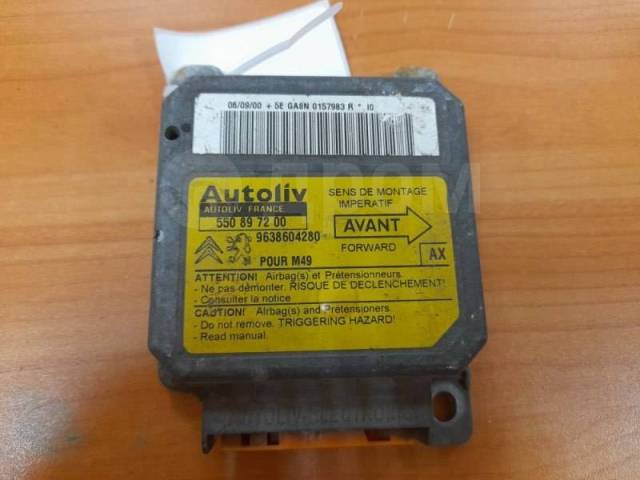 06/09/00 + 5E GA8N 0157983 R * I0
Autoliv
AUTOLIV FRANCE
550 89 72 00
9638604280
POUR M49
SENS DE MONTAGE
IMPERATIF
AVANT
FORWARD
AX
ATTENTION! Airbag(s) et Prétensionneurs.
- Ne pas démonter. RISQUE DE DECLENCHEMENT!
- Consulter la notice
CAUTION! Airbag(s) and Pretensioners
- Do not remove. TRIGGERING HAZARD!
- Read manual.